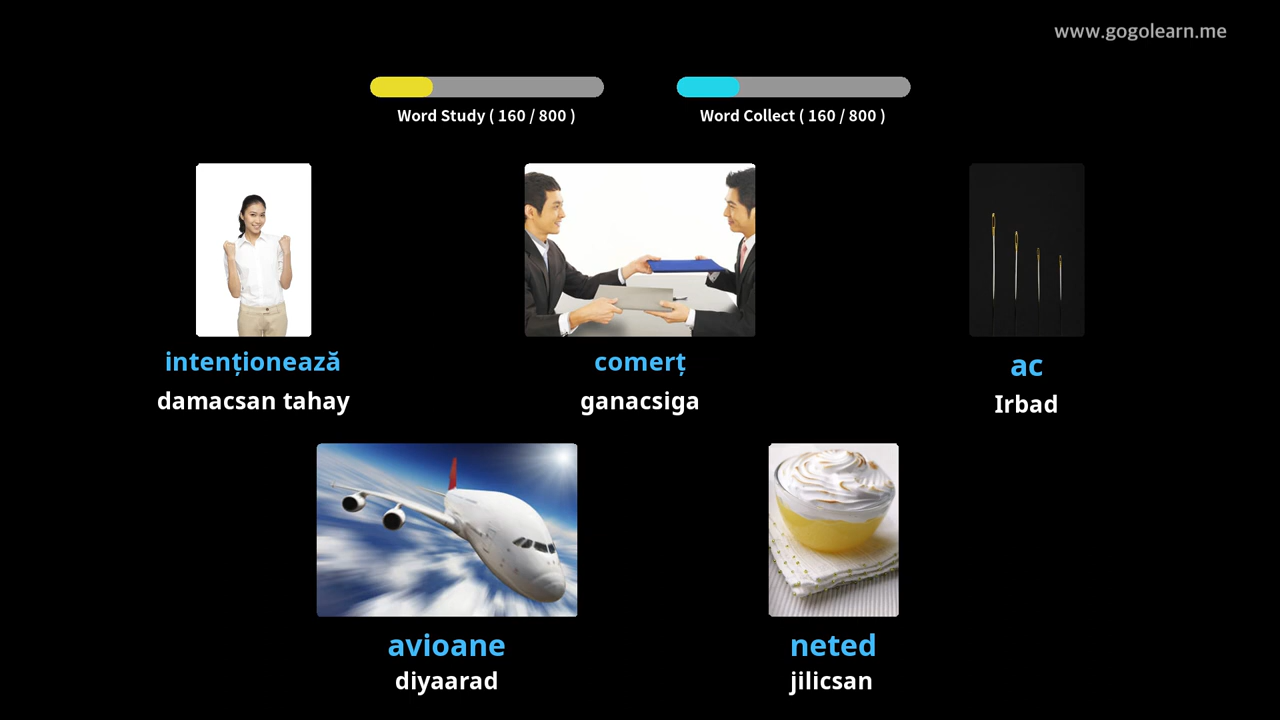 www.gogolearn.me
Word Study ( 160 / 800 )
Word Collect ( 160 / 800 )
intenționează
damacsan tahay
comerț
ganacsiga
ac
Irbad
avioane
diyaarad
neted
jilicsan